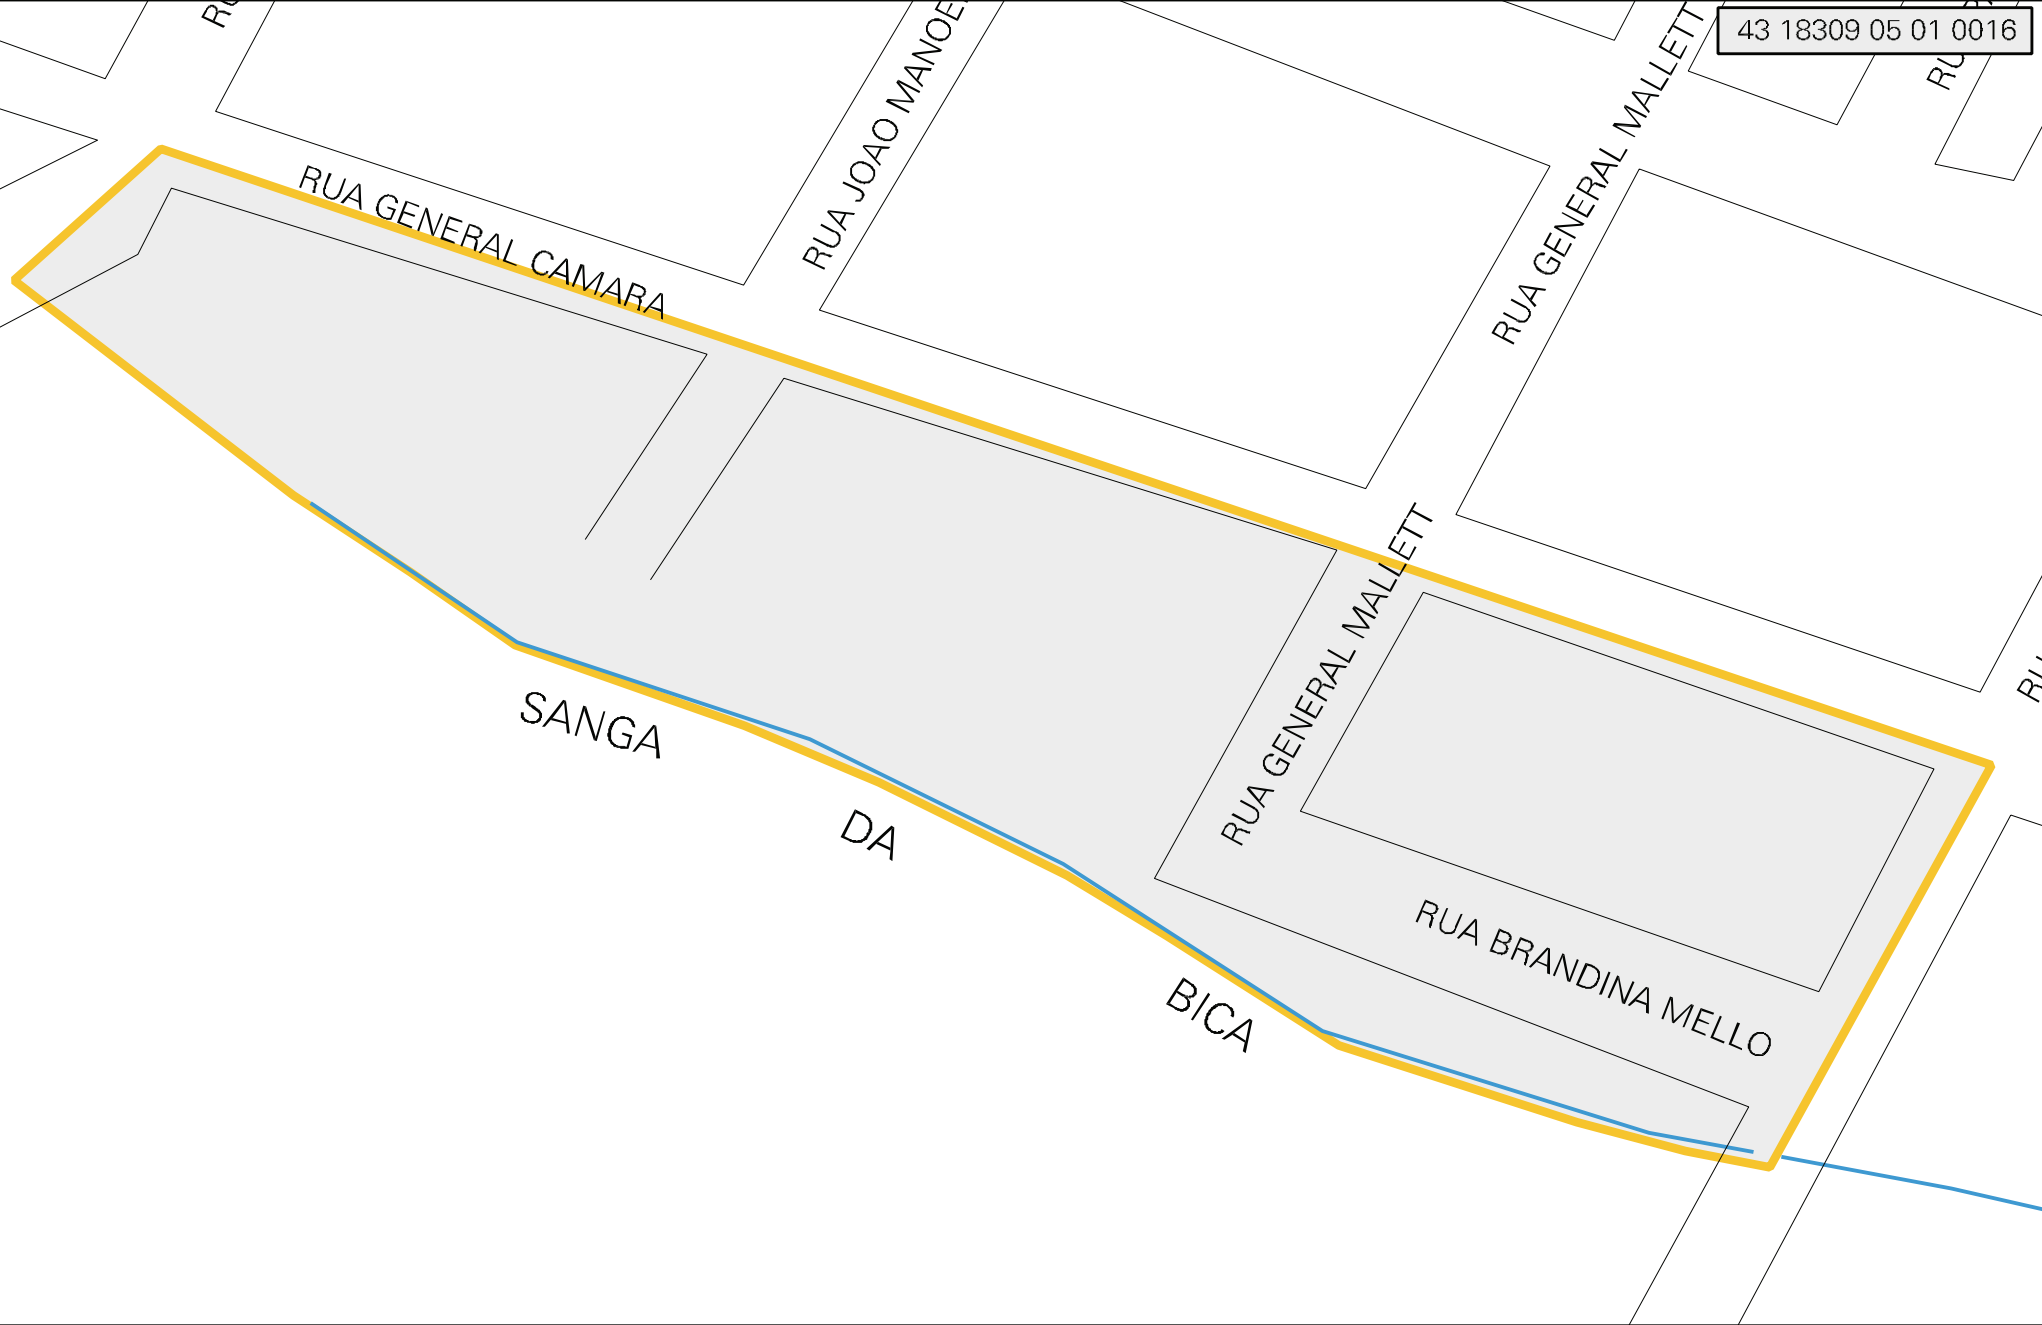 43 18309 05 01 0016
RUA GENERAL CAMARA
RUA JOAO MANOE
RUA GENERAL MALLETT
RUA GENERAL MALLETT
RUA BRANDINA MELLO
SANGA
DA
BICA